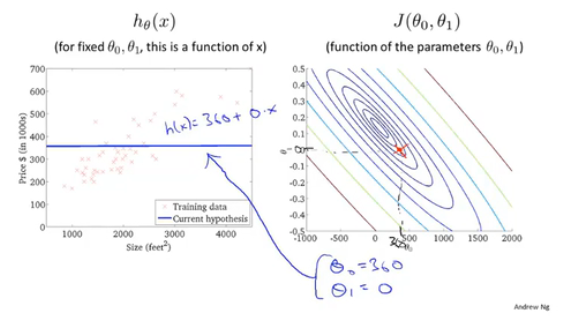 hθ(x)
(for fixed θ0, θ1, this is a function of x)
J(θ0, θ1)
(function of the parameters θ0, θ1)
700
600
500
400
300
200
100
0
Price $ (in 1000s)
1000
2000
3000
4000
Size (feet²)
h(x) = 360 + 0·x
Training data
Current hypothesis
0.5
0.4
0.3
0.2
0.1
0
-0.1
-0.2
-0.3
-0.4
-0.5
θ1
-1000
-500
0
360
500
1000
1500
2000
θ0
θ0 = 360
θ1 = 0
Andrew Ng